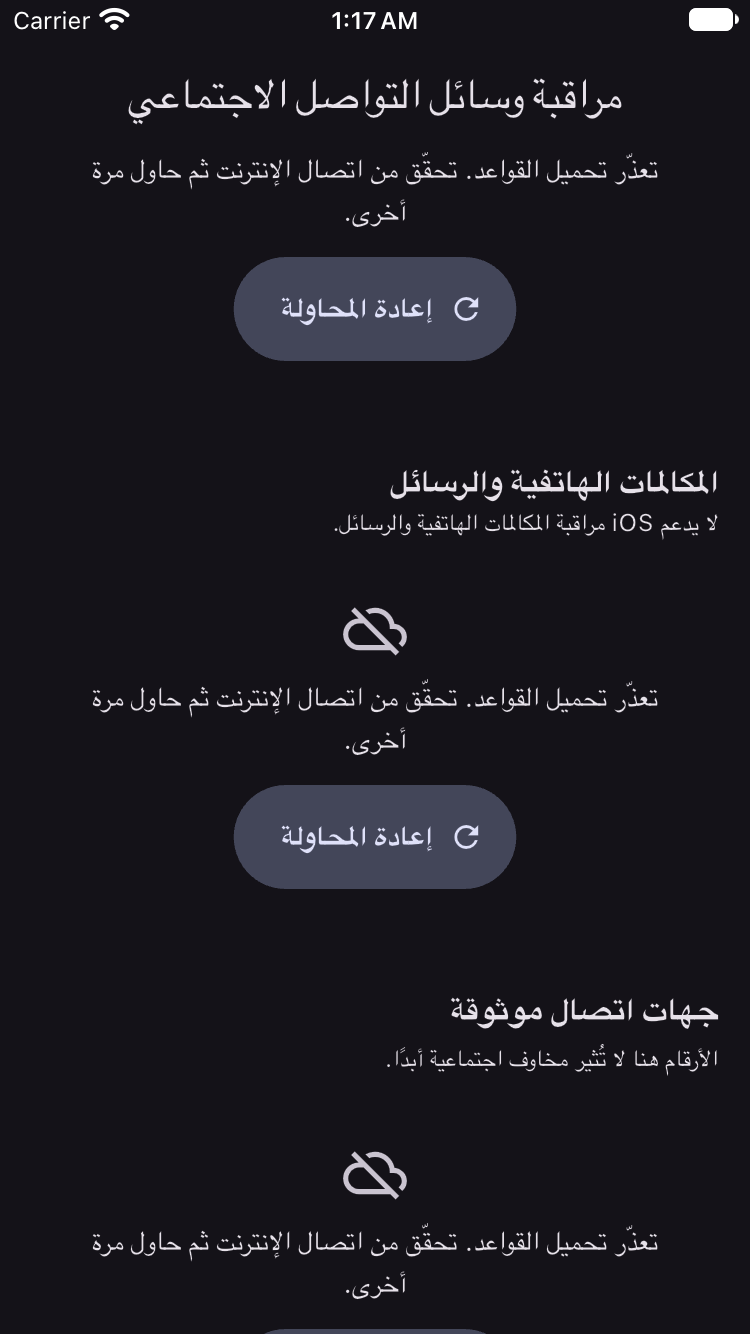 Carrier
1:17 AM
مراقبة وسائل التواصل الاجتماعي
تعذّر تحميل القواعد. تحقّق من اتصال الإنترنت ثم حاول مرة
أخرى.
إعادة المحاولة
المكالمات الهاتفية والرسائل
لا يدعم iOS مراقبة المكالمات الهاتفية والرسائل.
تعذّر تحميل القواعد. تحقّق من اتصال الإنترنت ثم حاول مرة
أخرى.
إعادة المحاولة
جهات اتصال موثوقة
الأرقام هنا لا تُثير مخاوف اجتماعية أبدًا.
تعذّر تحميل القواعد. تحقّق من اتصال الإنترنت ثم حاول مرة
أخرى.